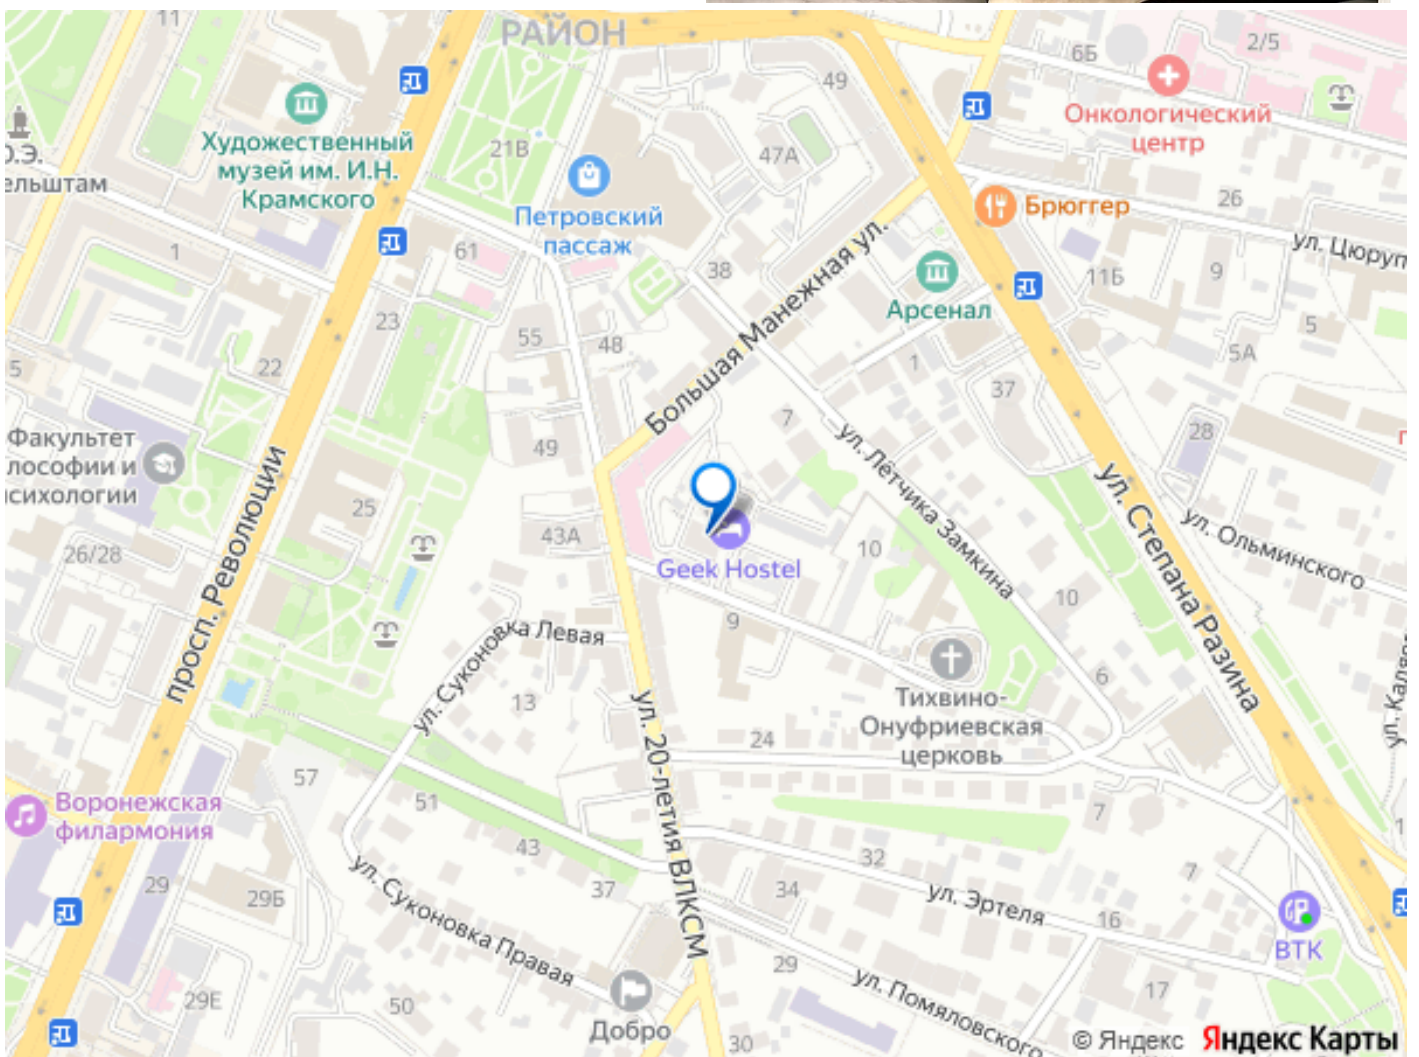 11
РАЙОН
49
6Б
2/5
Онкологический
центр
Художественный
музей им. И.Н.
Крамского
21В
47А
Петровский
пассаж
26
Брюггер
ул. Цюруп
1
61
38
Большая Манежная ул.
Арсенал
11Б
9
23
55
48
1
5
5А
5
22
37
7
28
Факультет
лософии и
сихологии
49
ул. Лётчика Замкина
ул. Степана Разина
просп. Революции
25
43А
Geek Hostel
10
ул. Ольминского
26/28
10
9
ул. Суконовка Левая
6
13
Тихвино-
Онуфриевская
церковь
24
ул. 20-летия ВЛКСМ
57
51
Воронежская
филармония
7
43
32
7
37
34
ул. Эртеля
29
29Б
16
ул. Суконовка Правая
ВТК
29
ул. Помяловского
17
29Е
50
Добро
30
© Яндекс Яндекс Карты